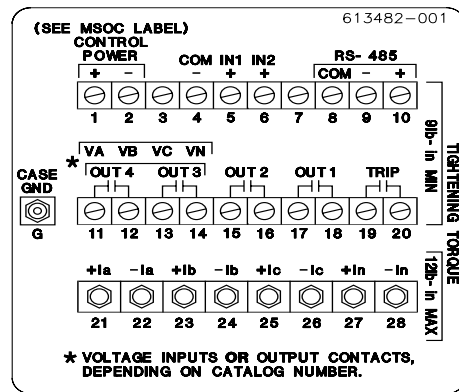 613482-001
(SEE MSOC LABEL)
CONTROL
POWER
COM IN1 IN2
RS- 485
+ - - + + COM - +
1 2 3 4 5 6 7 8 9 10
* VA VB VC VN
OUT 4 OUT 3 OUT 2 OUT 1 TRIP
CASE
GND
G
11 12 13 14 15 16 17 18 19 20
+Ia -Ia +Ib -Ib +Ic -Ic +In -In
21 22 23 24 25 26 27 28
TIGHTENING TORQUE
9lb- in MIN
12lb- in MAX
* VOLTAGE INPUTS OR OUTPUT CONTACTS,
DEPENDING ON CATALOG NUMBER.